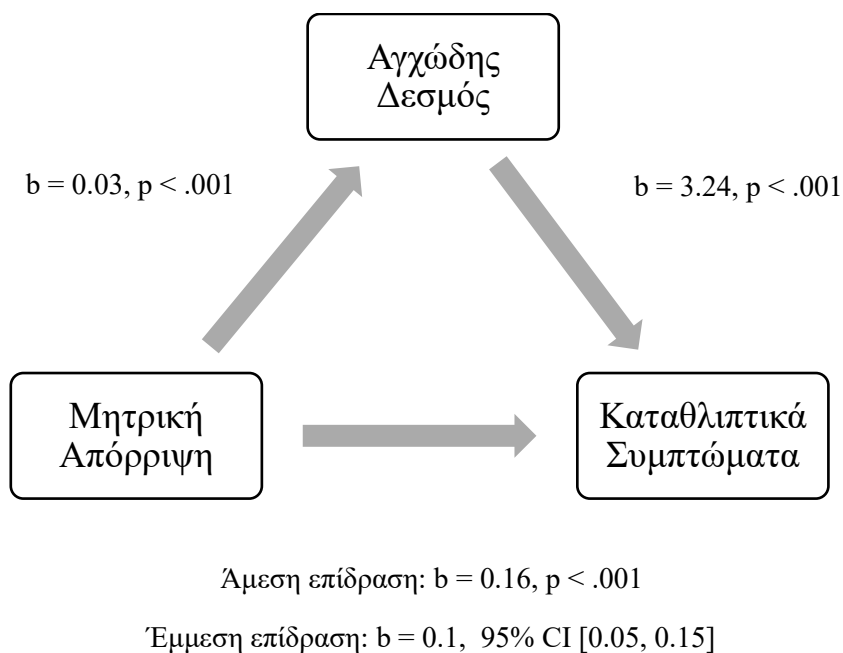 Αγχώδης
Δεσμός
b = 0.03, p < .001
b = 3.24, p < .001
Μητρική
Απόρριψη
Καταθλιπτικά
Συμπτώματα
Άμεση επίδραση: b = 0.16, p < .001
Έμμεση επίδραση: b = 0.1, 95% CI [0.05, 0.15]